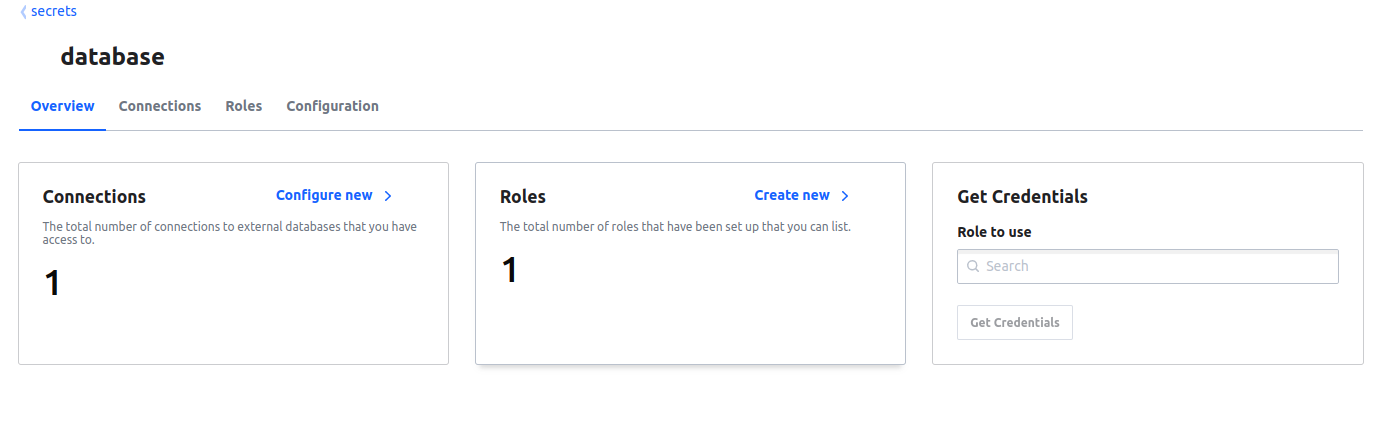 secrets
database
Overview Connections Roles Configuration
Connections Configure new
The total number of connections to external databases that you have
access to.
1
Roles Create new
The total number of roles that have been set up that you can list.
1
Get Credentials
Role to use
Search
Get Credentials